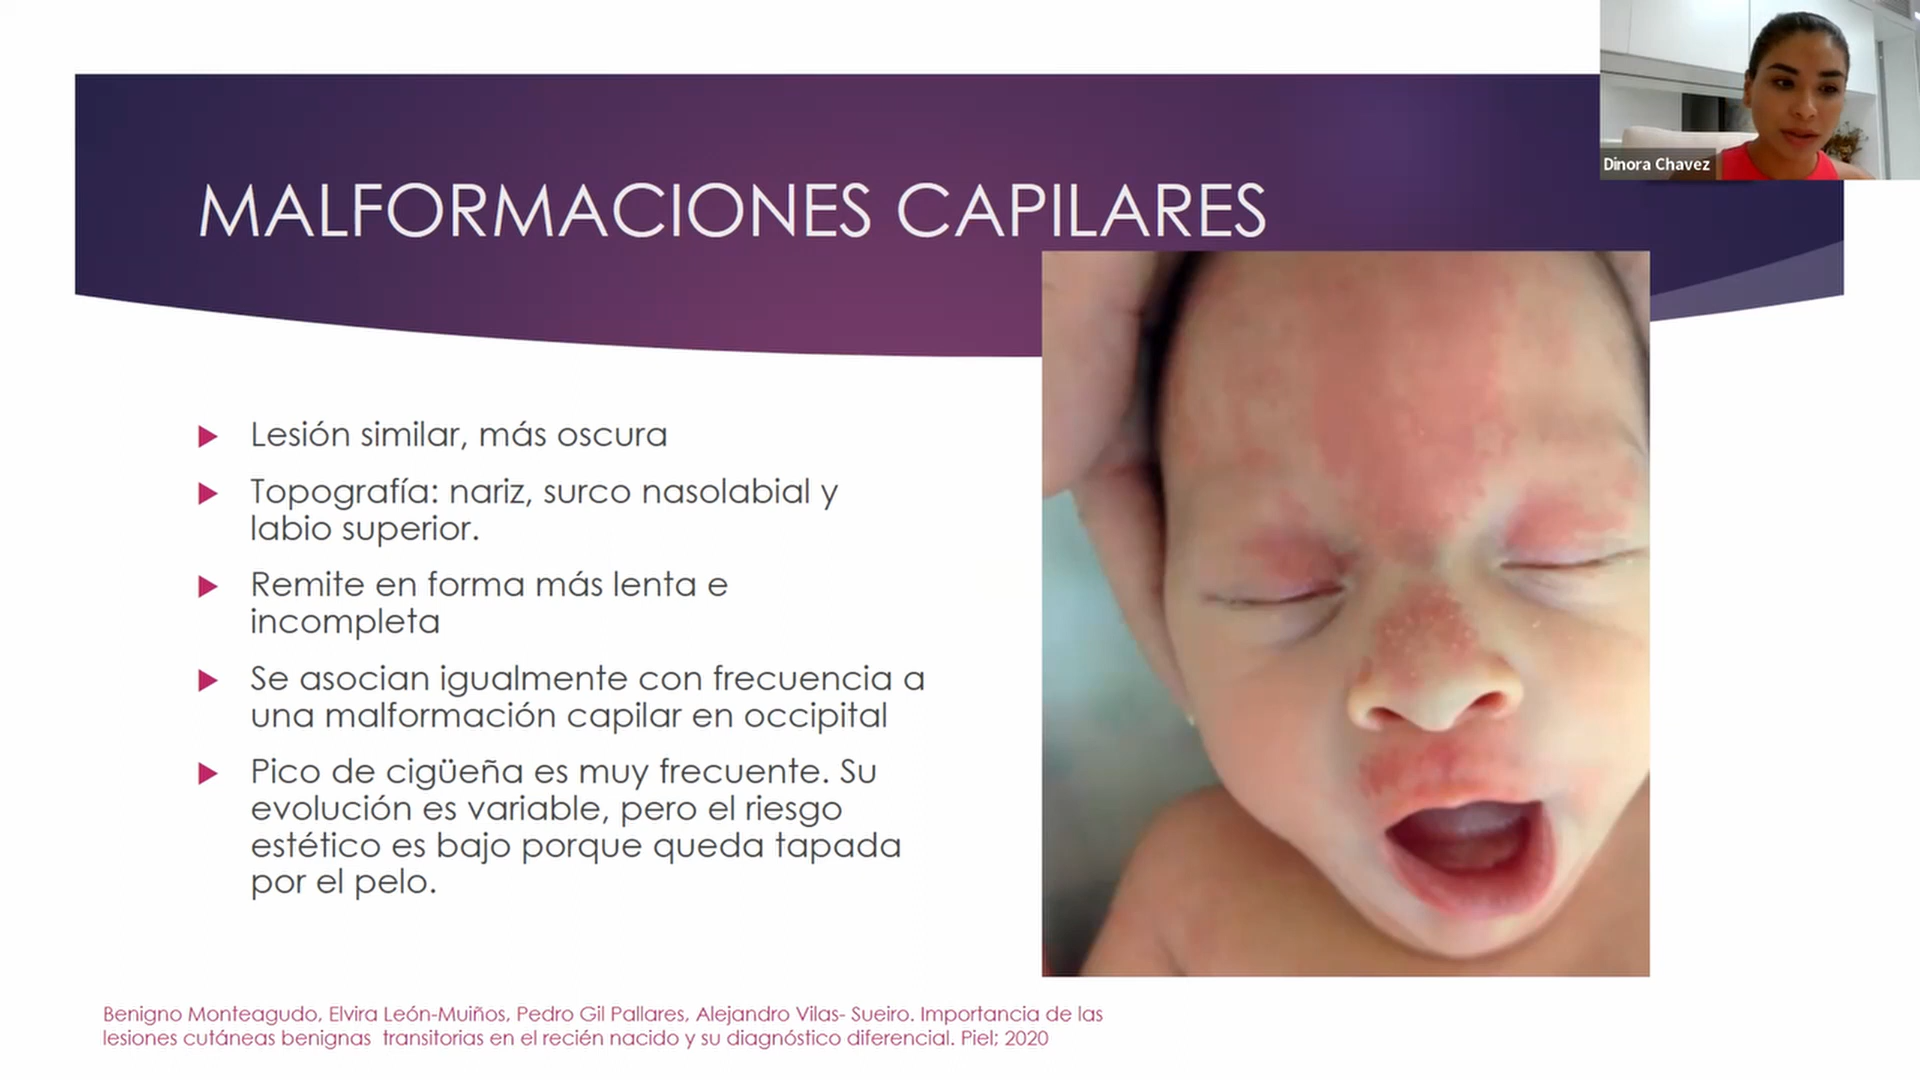 Dinora Chavez
MALFORMACIONES CAPILARES
Lesión similar, más oscura
Topografía: nariz, surco nasolabial y
labio superior.
Remite en forma más lenta e
incompleta
Se asocian igualmente con frecuencia a
una malformación capilar en occipital
Pico de cigüeña es muy frecuente. Su
evolución es variable, pero el riesgo
estético es bajo porque queda tapada
por el pelo.
Benigno Monteagudo, Elvira León-Muiños, Pedro Gil Pallares, Alejandro Vilas- Sueiro. Importancia de las
lesiones cutáneas benignas  transitorias en el recién nacido y su diagnóstico diferencial. Piel; 2020